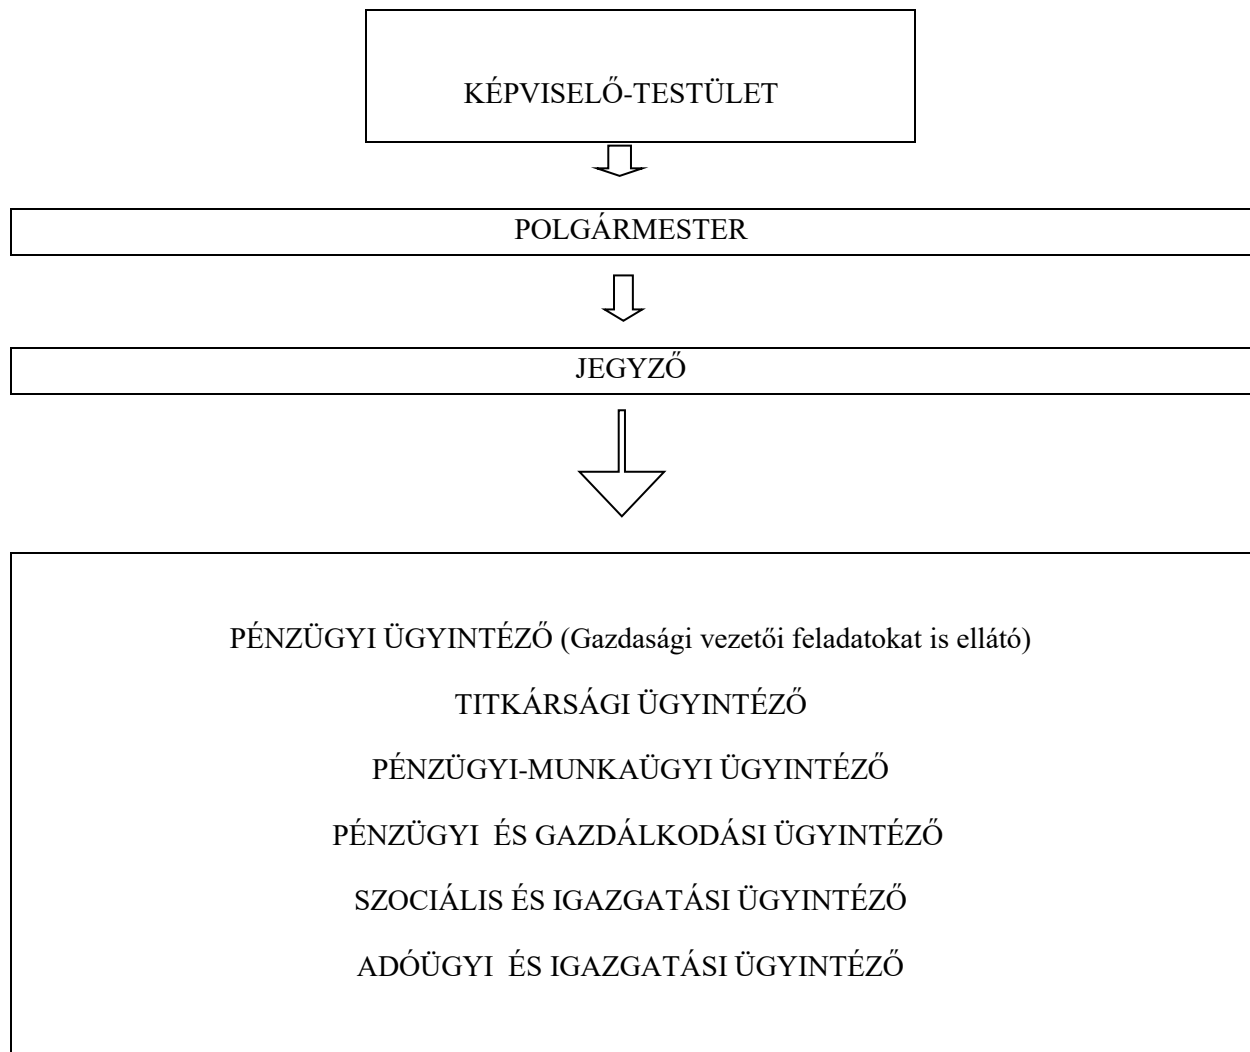 KÉPVISELŐ-TESTÜLET
POLGÁRMESTER
JEGYZŐ
PÉNZÜGYI ÜGYINTÉZŐ (Gazdasági vezetői feladatokat is ellátó)
TITKÁRSÁGI ÜGYINTÉZŐ
PÉNZÜGYI-MUNKAÜGYI ÜGYINTÉZŐ
PÉNZÜGYI  ÉS GAZDÁLKODÁSI ÜGYINTÉZŐ
SZOCIÁLIS ÉS IGAZGATÁSI ÜGYINTÉZŐ
ADÓÜGYI  ÉS IGAZGATÁSI ÜGYINTÉZŐ